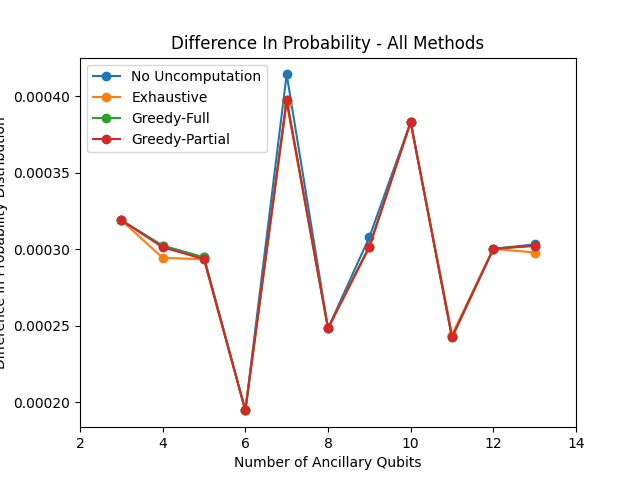 Difference In Probability - All Methods
No Uncomputation
Exhaustive
Greedy-Full
Greedy-Partial
0.00040
0.00035
0.00030
0.00025
0.00020
in Probability Distribution
2 4 6 8 10 12 14
Number of Ancillary Qubits